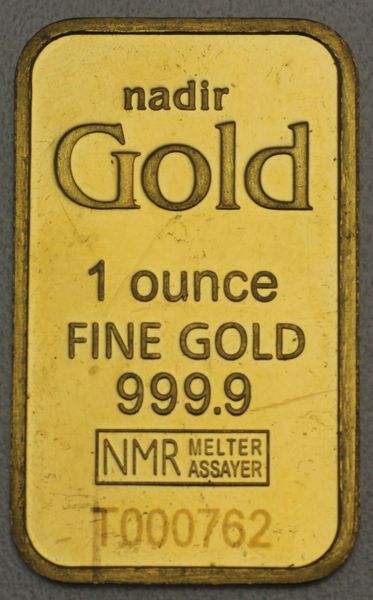 nadir
Gold
1 ounce
FINE GOLD
999.9
NMR MELTER
ASSAYER
T000762